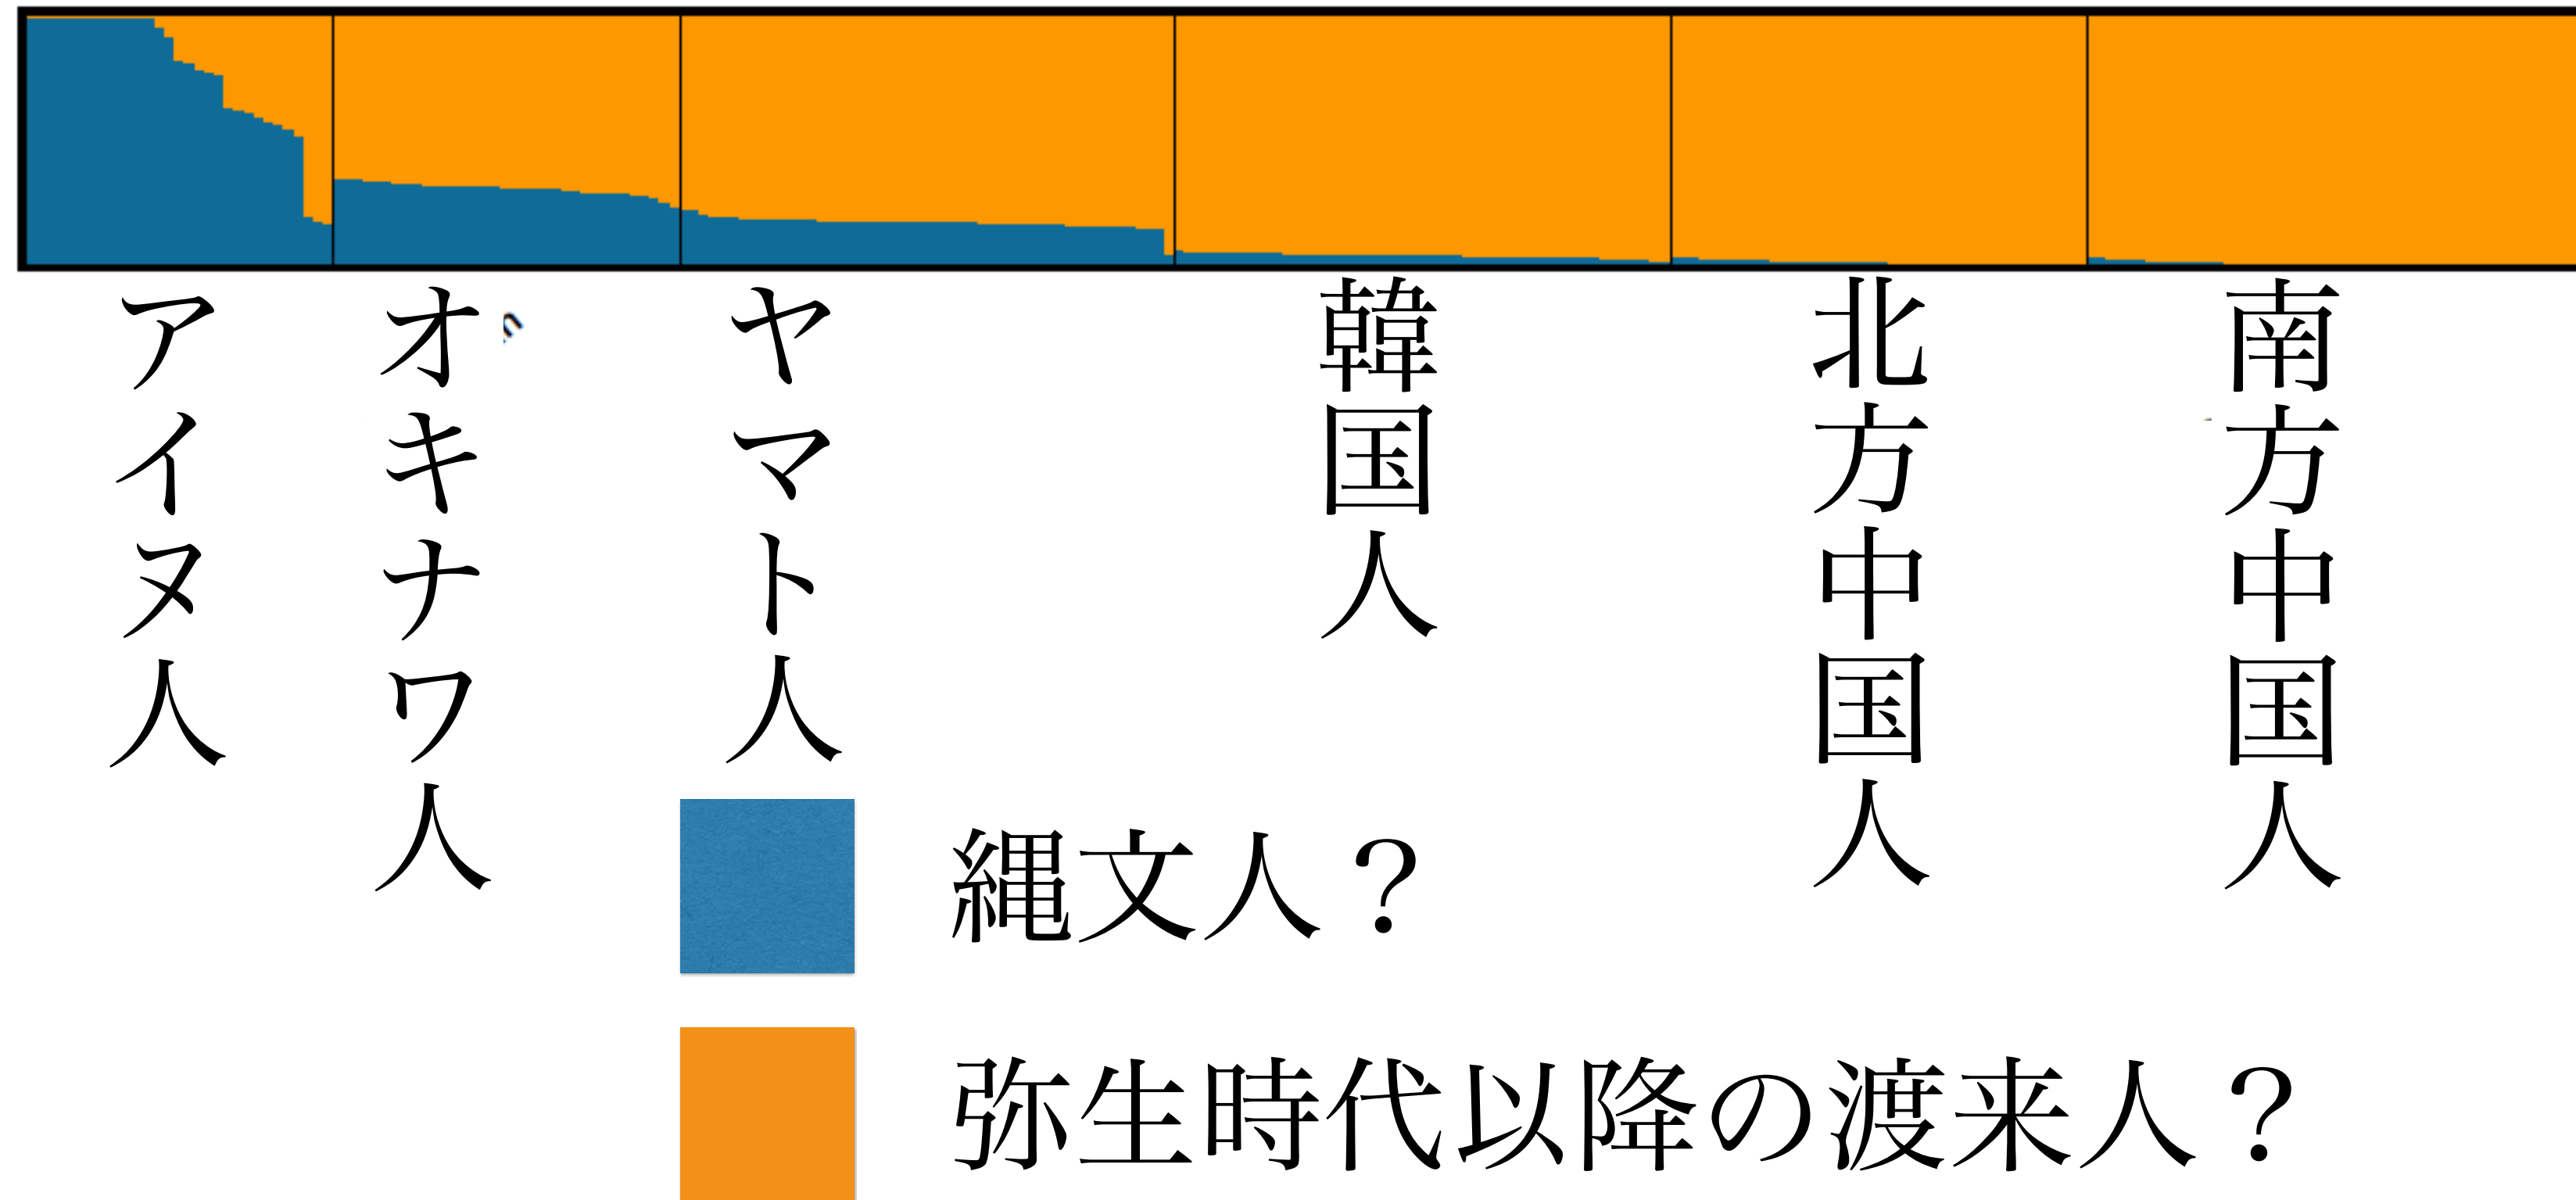 アイヌ人
オキナワ人
ヤマト人
韓国人
北方中国人
南方中国人
縄文人？
弥生時代以降の渡来人？